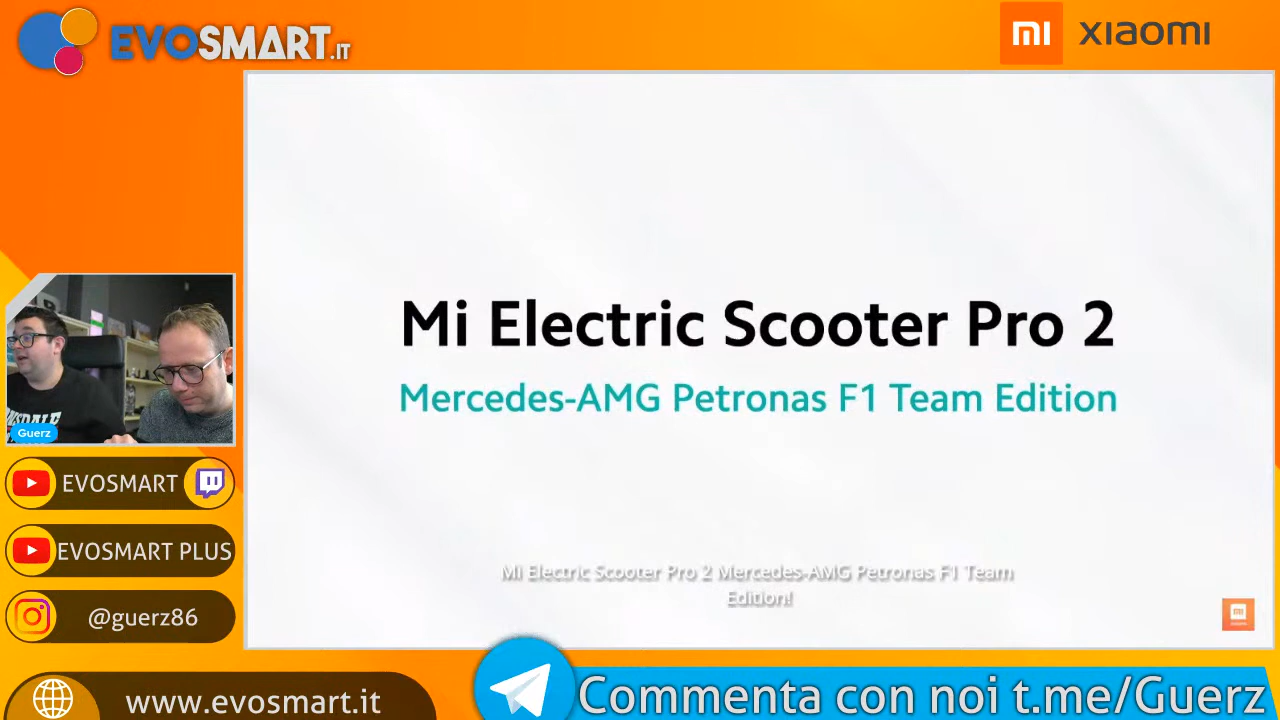 EVOSMART.IT
mi xiaomi
Mi Electric Scooter Pro 2
Mercedes-AMG Petronas F1 Team Edition
Mi Electric Scooter Pro 2 Mercedes-AMG Petronas F1 Team
Edition!
Guerz
EVOSMART
EVOSMART PLUS
@guerz86
www.evosmart.it
Commenta con noi t.me/Guerz